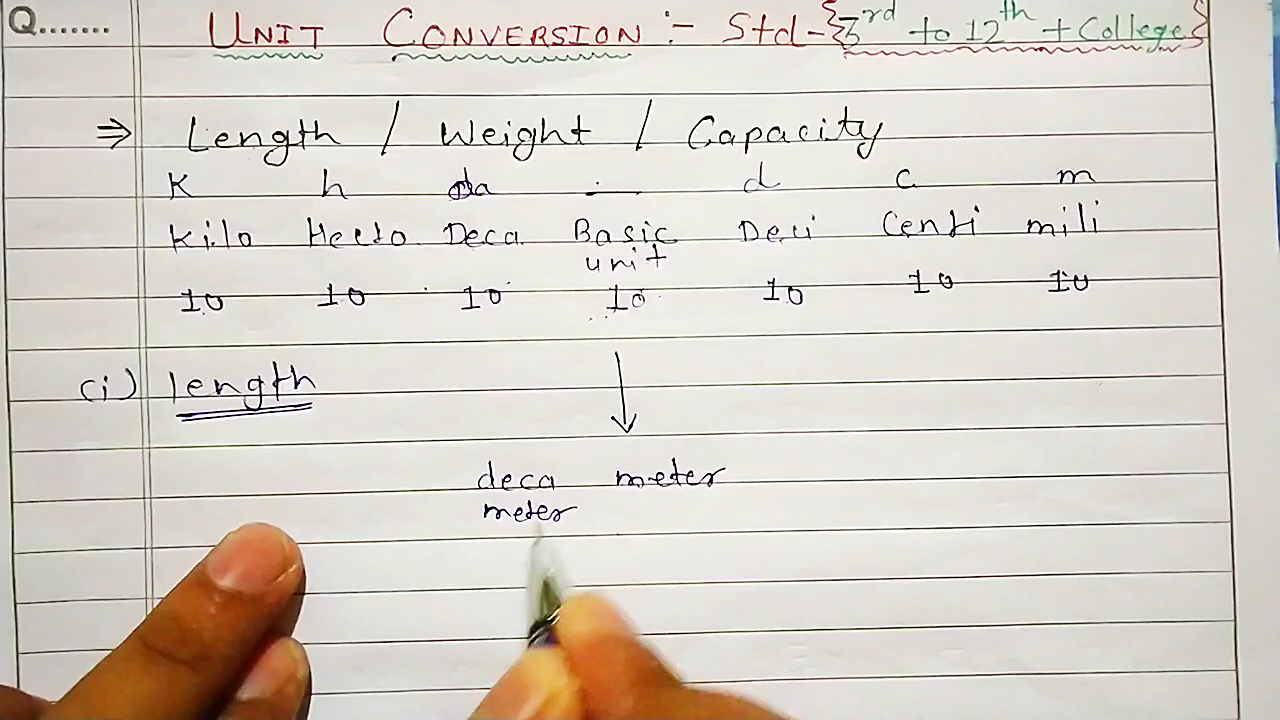 Q.......
UNIT CONVERSION :- Std-{3rd to 12th + College}
⇒ Length / Weight / Capacity
K h da - d c m
Kilo Hecto Deca Basic unit Deci Centi mili
10 10 10 10 10 10 10
(i) length
deca meter
meter